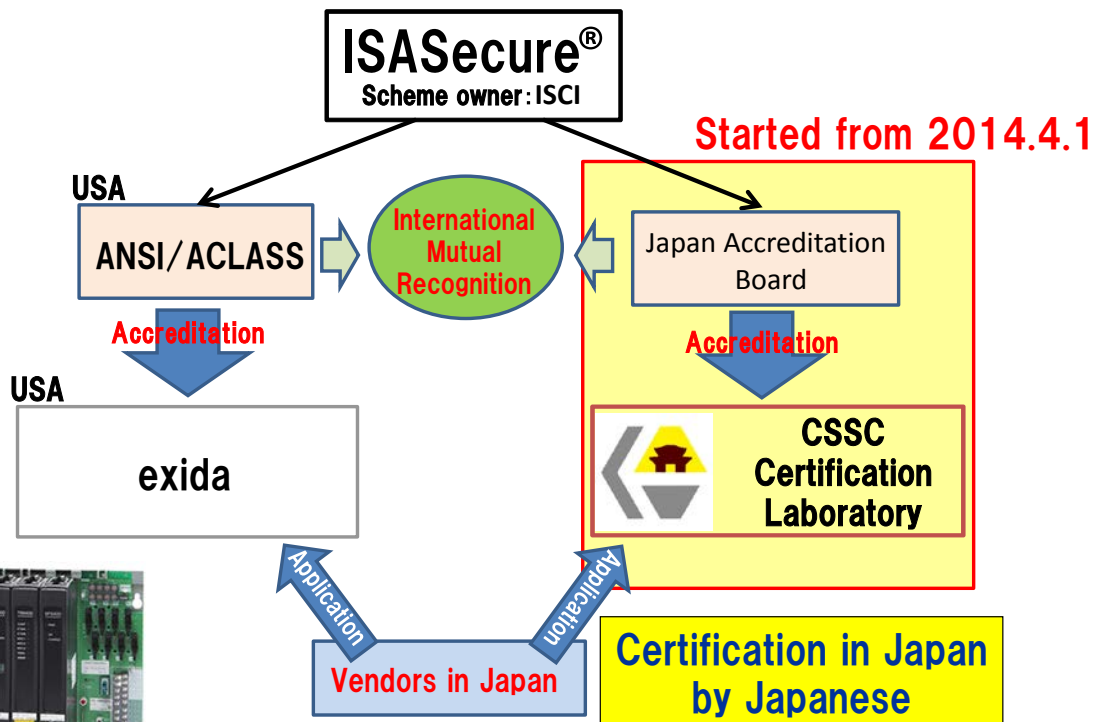 ISASecure®
Scheme owner:ISCI
Started from 2014.4.1
USA
ANSI/ACLASS
International
Mutual
Recognition
Japan Accreditation
Board
Accreditation
Accreditation
USA
exida
CSSC
Certification
Laboratory
Application
Application
Vendors in Japan
Certification in Japan
by Japanese